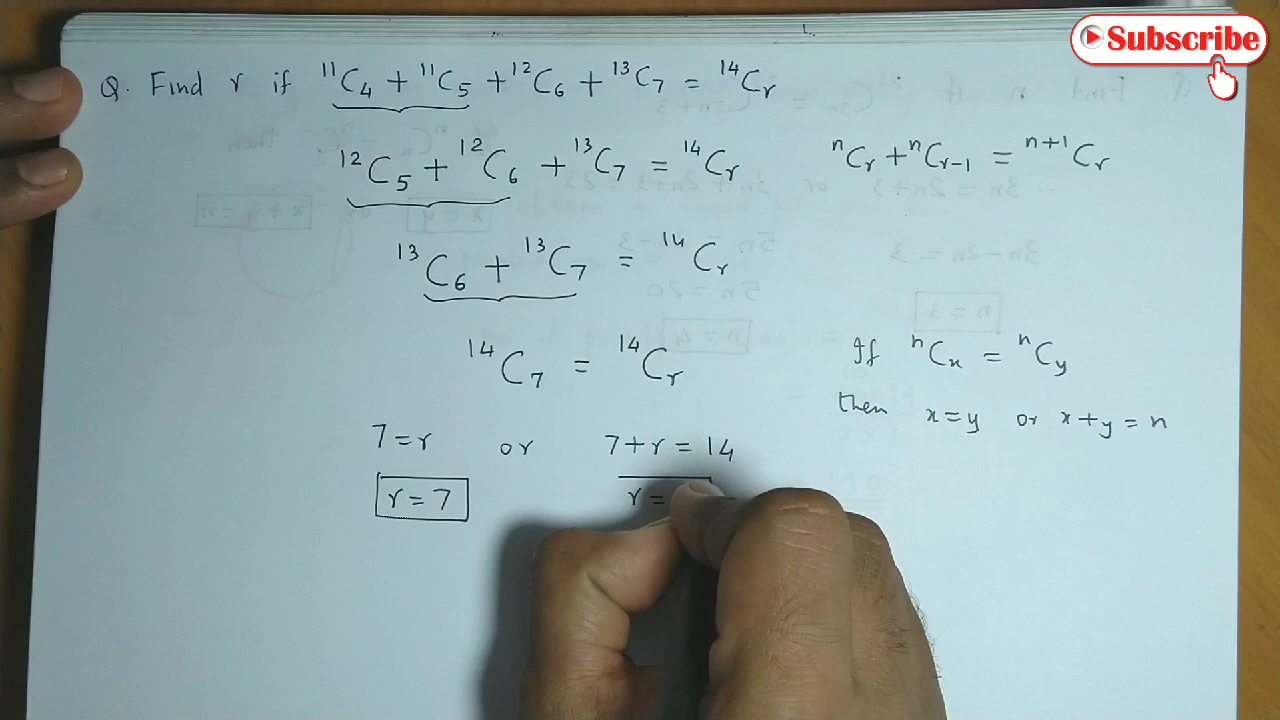 Subscribe
Q. Find r if ¹¹C₄ + ¹¹C₅ + ¹²C₆ + ¹³C₇ = ¹⁴Cᵣ
¹²C₅ + ¹²C₆ + ¹³C₇ = ¹⁴Cᵣ
ⁿCᵣ + ⁿCᵣ₋₁ = ⁿ⁺¹Cᵣ
¹³C₆ + ¹³C₇ = ¹⁴Cᵣ
¹⁴C₇ = ¹⁴Cᵣ
If ⁿCₓ = ⁿCy
then x = y or x + y = n
7 = r or 7 + r = 14
r = 7
r =